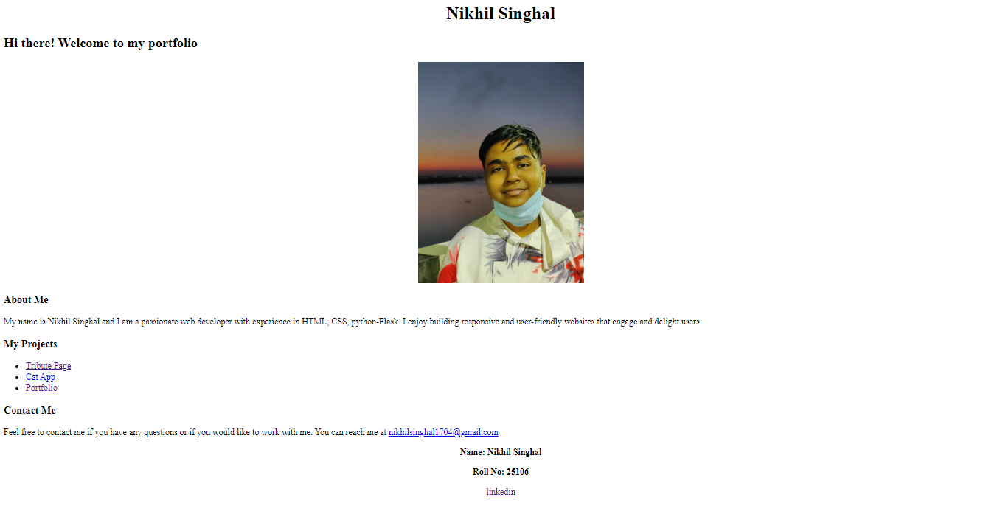 Nikhil Singhal
Hi there! Welcome to my portfolio
About Me
My name is Nikhil Singhal and I am a passionate web developer with experience in HTML, CSS, python-Flask. I enjoy building responsive and user-friendly websites that engage and delight users.
My Projects
Tribute Page
Cat App
Portfolio
Contact Me
Feel free to contact me if you have any questions or if you would like to work with me. You can reach me at nikhilsinghal1704@gmail.com
Name: Nikhil Singhal
Roll No: 25106
linkedin